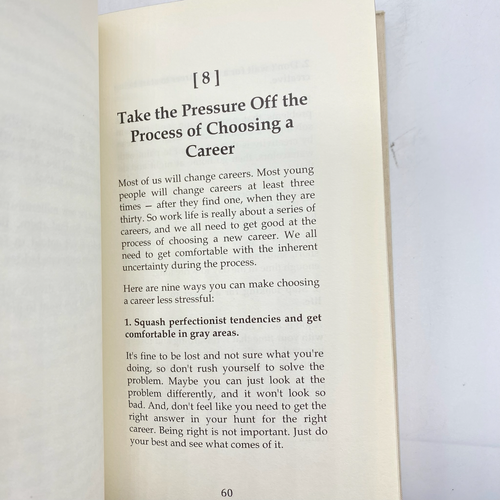 [ 8 ]
Take the Pressure Off the
Process of Choosing a
Career
Most of us will change careers. Most young
people will change careers at least three
times — after they find one, when they are
thirty. So work life is really about a series of
careers, and we all need to get good at the
process of choosing a new career. We all
need to get comfortable with the inherent
uncertainty during the process.
Here are nine ways you can make choosing
a career less stressful:
1. Squash perfectionist tendencies and get
comfortable in gray areas.
It's fine to be lost and not sure what you're
doing, so don't rush yourself to solve the
problem. Maybe you can just look at the
problem differently, and it won't look so
bad. And, don't feel like you need to get the
right answer in your hunt for the right
career. Being right is not important. Just do
your best and see what comes of it.
60